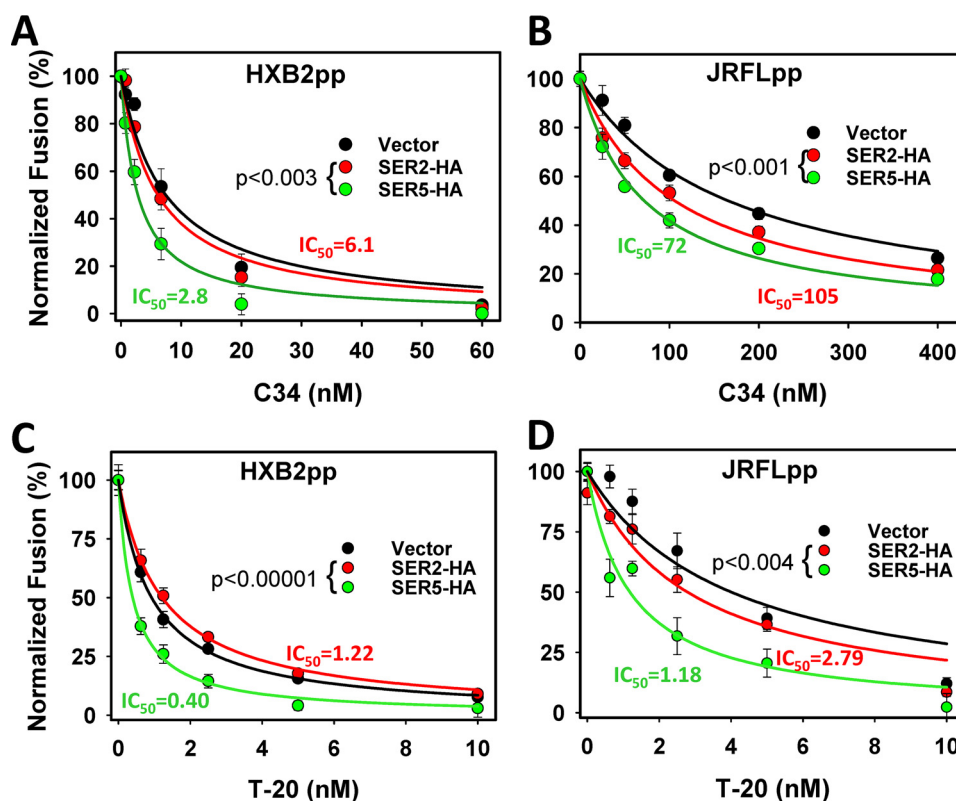 A
HXB2pp
Normalized Fusion (%)
100
80
60
40
20
0
Vector
SER2-HA
SER5-HA
p<0.003 {
IC50=6.1
IC50=2.8
0 10 20 30 40 50 60
C34 (nM)
B
JRFLpp
100
80
60
40
20
0
Vector
SER2-HA
SER5-HA
p<0.001 {
IC50=72
IC50=105
0 100 200 300 400
C34 (nM)
C
HXB2pp
Normalized Fusion (%)
100
75
50
25
0
Vector
SER2-HA
SER5-HA
p<0.00001 {
IC50=1.22
IC50=0.40
0 2 4 6 8 10
T-20 (nM)
D
JRFLpp
100
75
50
25
0
Vector
SER2-HA
SER5-HA
p<0.004 {
IC50=1.18
IC50=2.79
0 2 4 6 8 10
T-20 (nM)